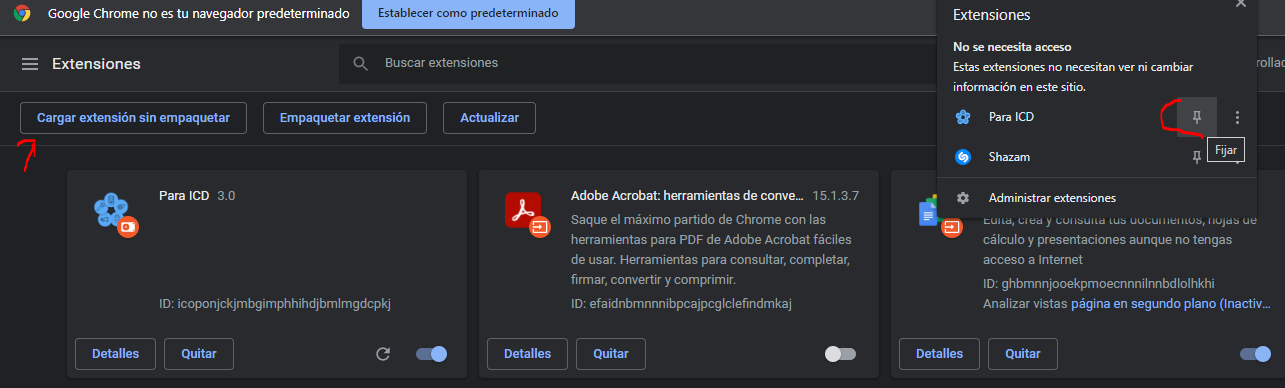 Google Chrome no es tu navegador predeterminado
Establecer como predeterminado
Extensiones
Buscar extensiones
Cargar extensión sin empaquetar
Empaquetar extensión
Actualizar
Extensiones
No se necesita acceso
Estas extensiones no necesitan ver ni cambiar
información en este sitio.
Para ICD
Fijar
Shazam
Administrar extensiones
Para ICD 3.0
ID: icoponjckjmbgimphhihdjbmlmgdcpkj
Detalles
Quitar
Adobe Acrobat: herramientas de conve... 15.1.3.7
Saque el máximo partido de Chrome con las
herramientas para PDF de Adobe Acrobat fáciles
de usar. Herramientas para consultar, completar,
firmar, convertir y comprimir.
ID: efaidnbmnnnibpcajpcglclefindmkaj
Detalles
Quitar
Edita, crea y consulta tus documentos, hojas de
cálculo y presentaciones aunque no tengas
acceso a Internet
ID: ghbmnnjooekpmoecnnnilnnbdlolhkhi
Analizar vistas página en segundo plano (Inactiv...
Detalles
Quitar